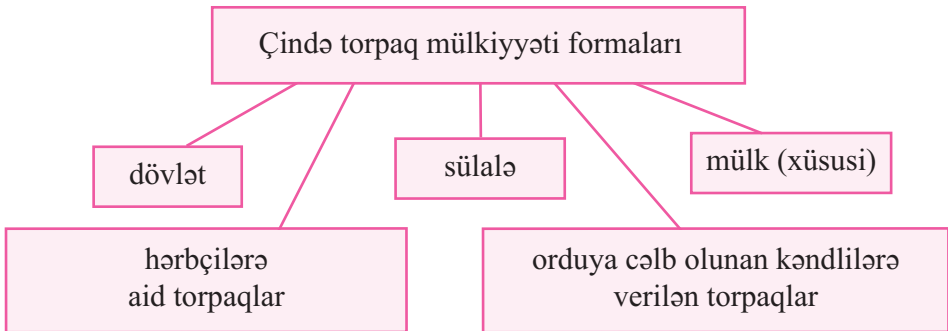 Çində torpaq mülkiyyəti formaları
dövlət
sülalə
mülk (xüsusi)
hərbçilərə
aid torpaqlar
orduya cəlb olunan kəndlilərə
verilən torpaqlar